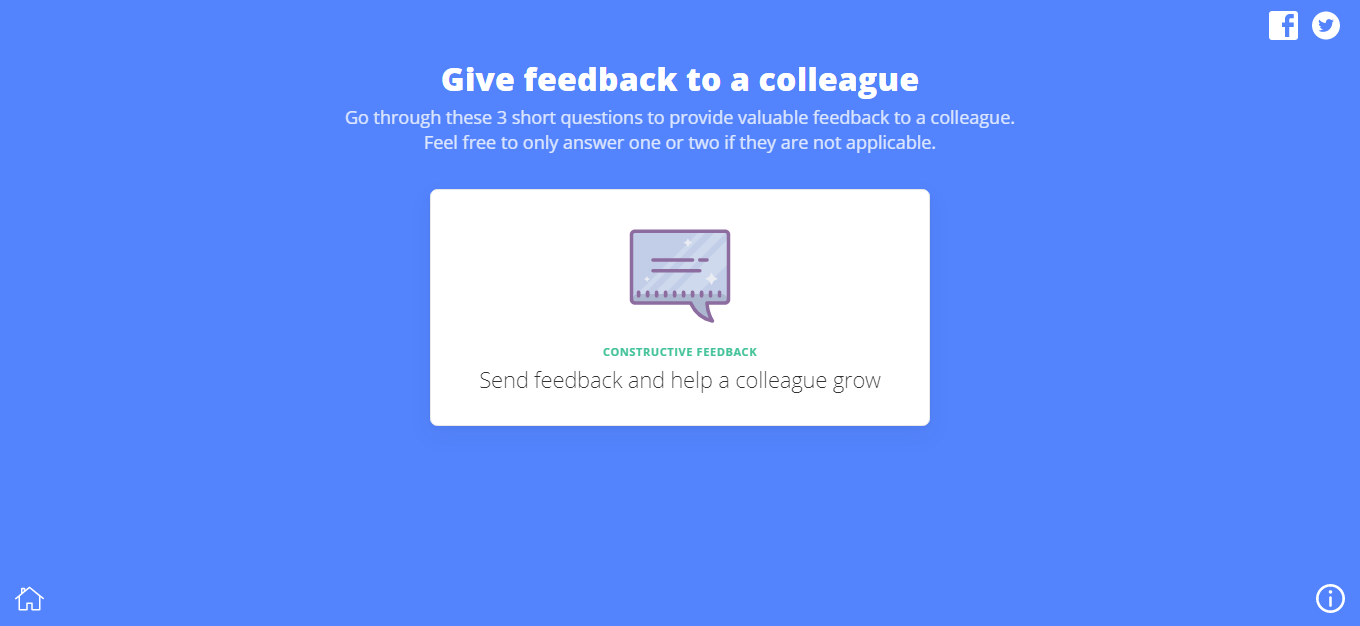 Give feedback to a colleague
Go through these 3 short questions to provide valuable feedback to a colleague.
Feel free to only answer one or two if they are not applicable.
CONSTRUCTIVE FEEDBACK
Send feedback and help a colleague grow